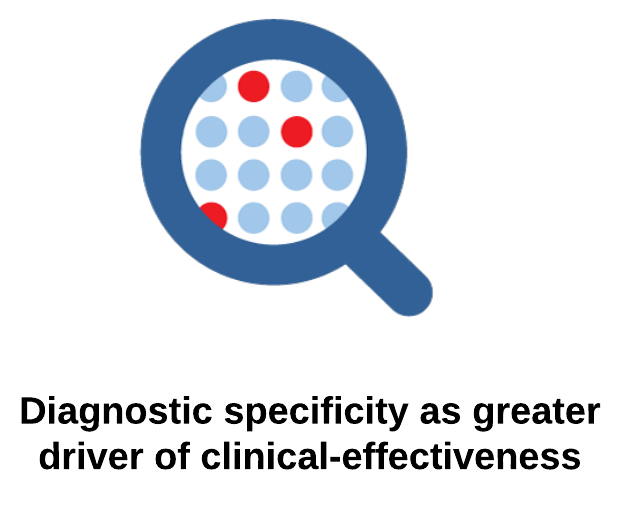 Diagnostic specificity as greater
driver of clinical-effectiveness